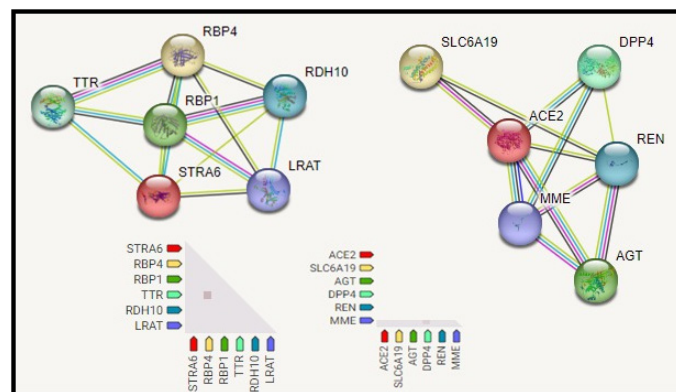 RBP4
TTR
RDH10
RBP1
STRA6
LRAT
SLC6A19
DPP4
ACE2
REN
MME
AGT
STRA6
RBP4
RBP1
TTR
RDH10
LRAT
STRA6
RBP4
RBP1
TTR
RDH10
LRAT
ACE2
SLC6A19
AGT
DPP4
REN
MME
ACE2
SLC6A19
AGT
DPP4
REN
MME